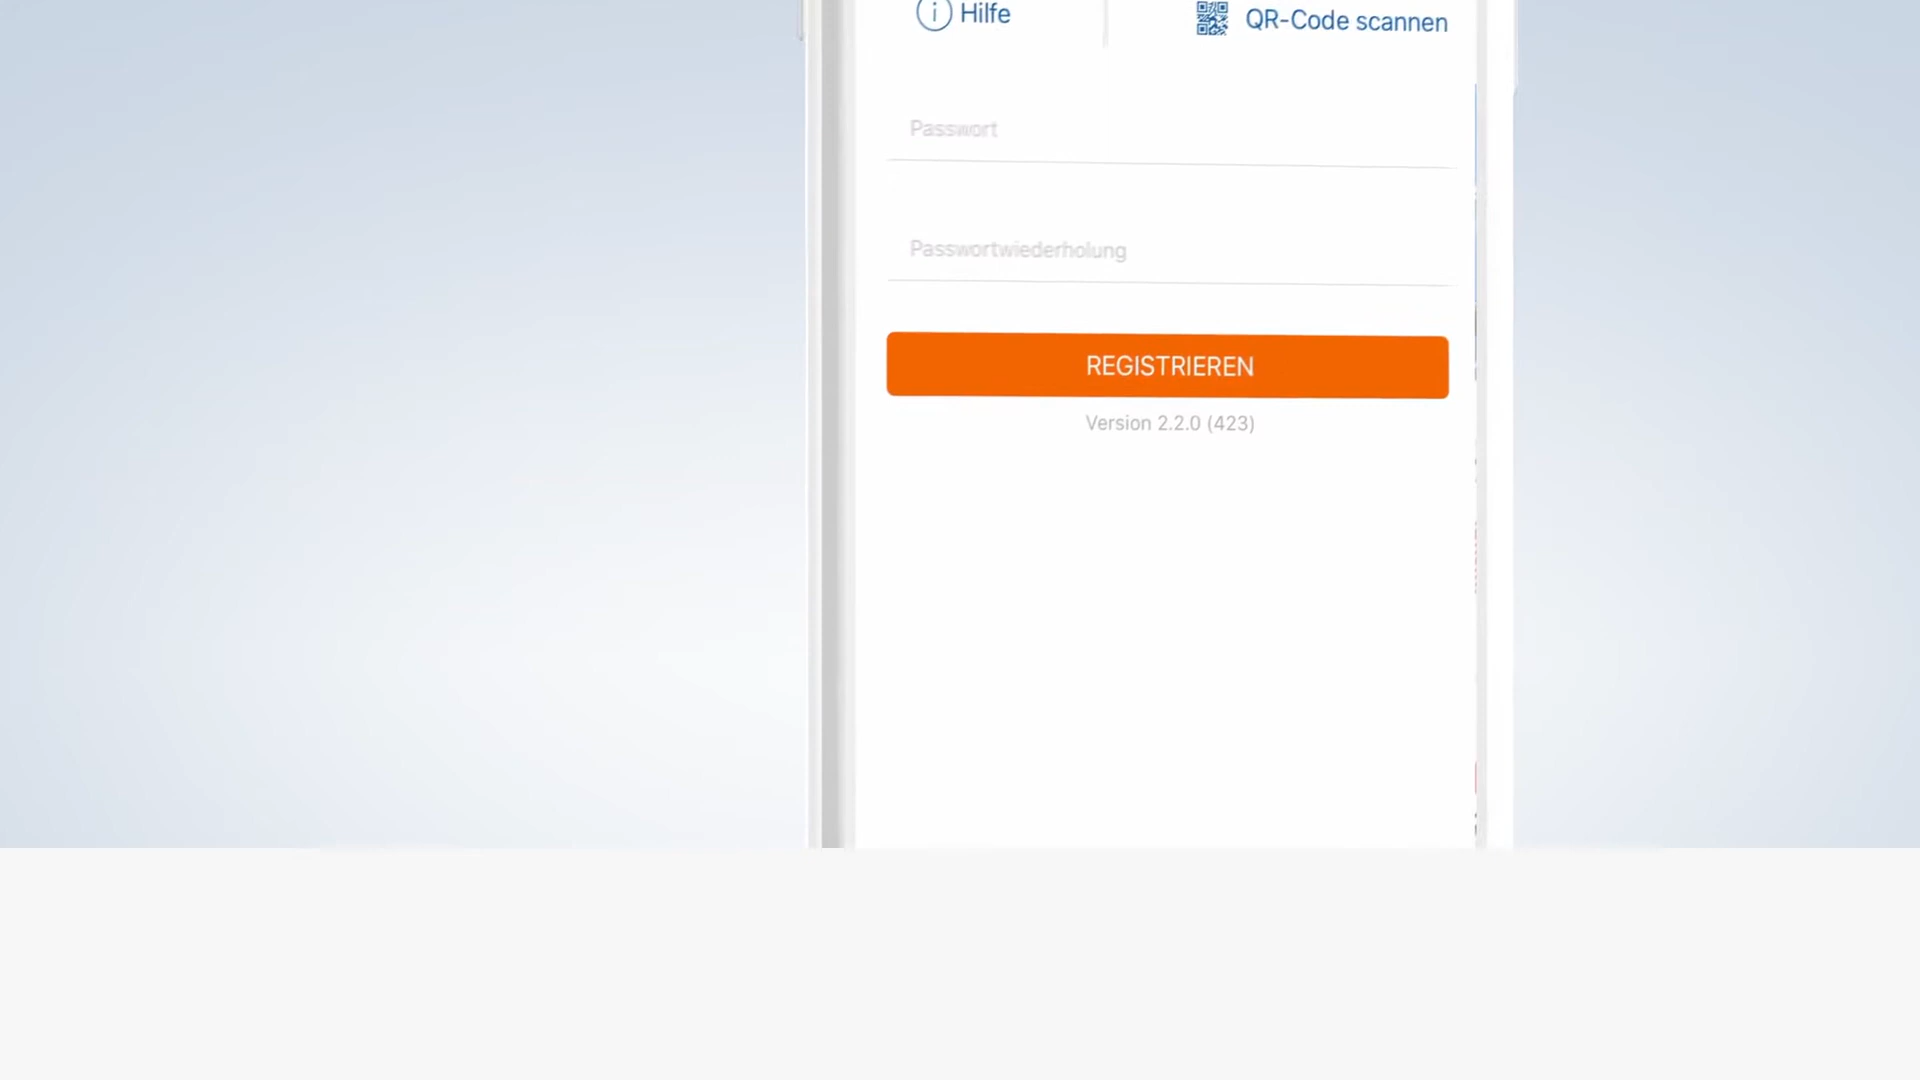 Hilfe
QR-Code scannen
Passwort
Passwortwiederholung
REGISTRIEREN
Version 2.2.0 (423)